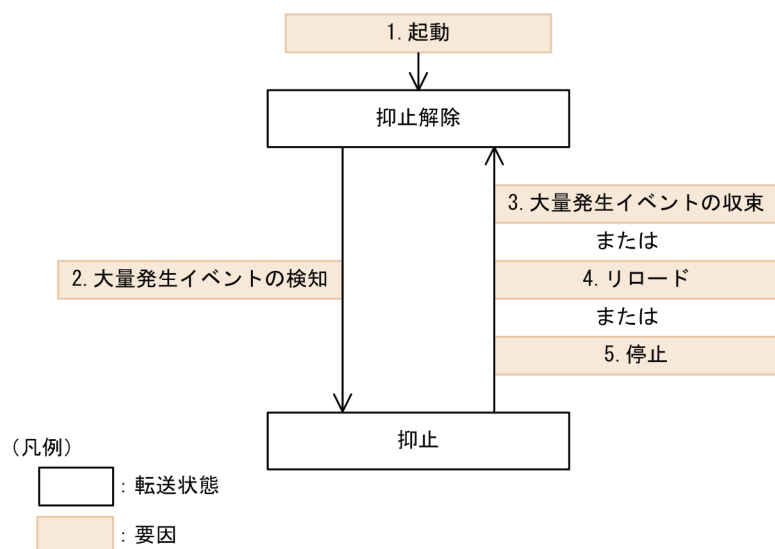 1. 起動
抑止解除
3. 大量発生イベントの収束
または
2. 大量発生イベントの検知
4. リロード
または
5. 停止
抑止
(凡例)
: 転送状態
: 要因